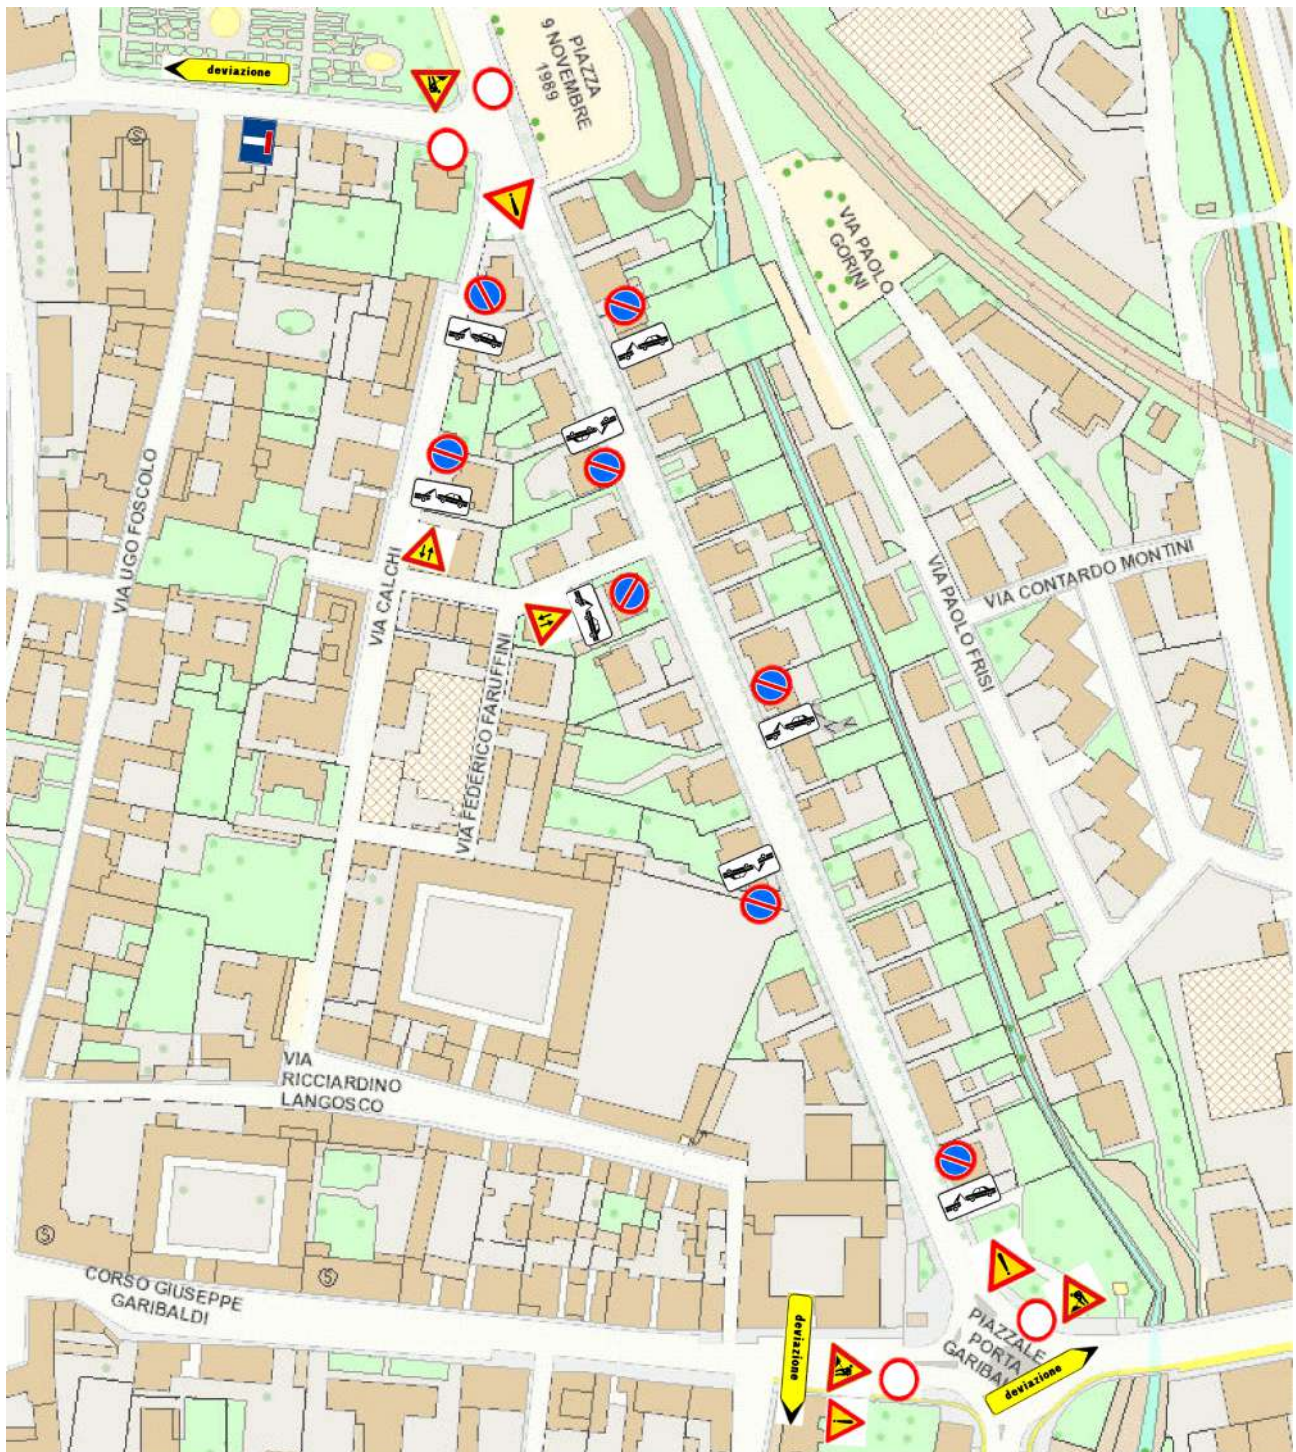 deviazione
PIAZZA
9 NOVEMBRE
1989
VIA PAOLO
GORINI
VIA UGO FOSCOLO
VIA CALCHI
VIA FEDERICO FARUFFINI
VIA PAOLO FRISI
VIA CONTARDO MONTINI
VIA
RICCIARDINO
LANGOSCO
CORSO GIUSEPPE
GARIBALDI
deviazione
PIAZZALE
PORTA
deviazione
S
S
S